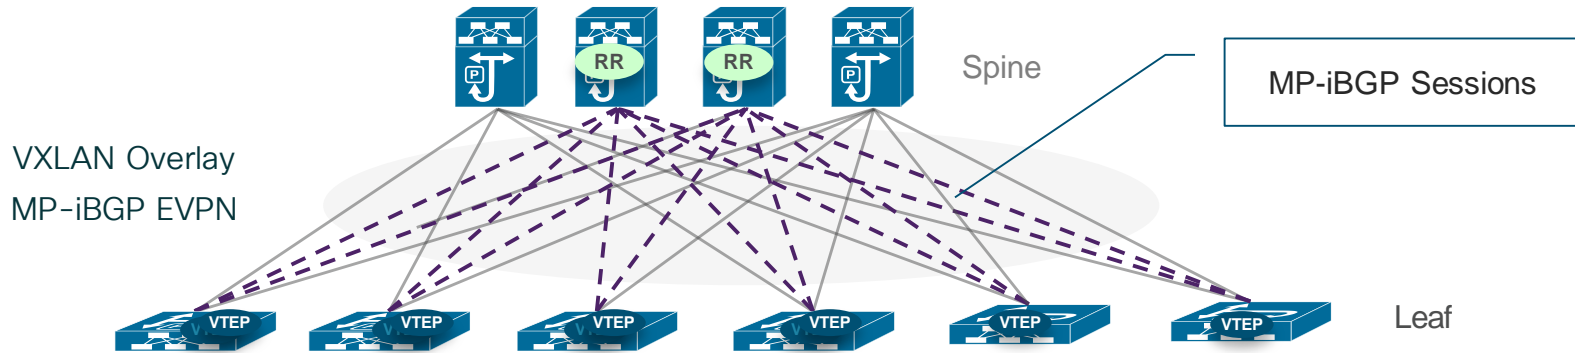 RR
RR
P
P
Spine
MP-iBGP Sessions
VXLAN Overlay
MP-iBGP EVPN
VTEP
VTEP
VTEP
VTEP
VTEP
VTEP
Leaf